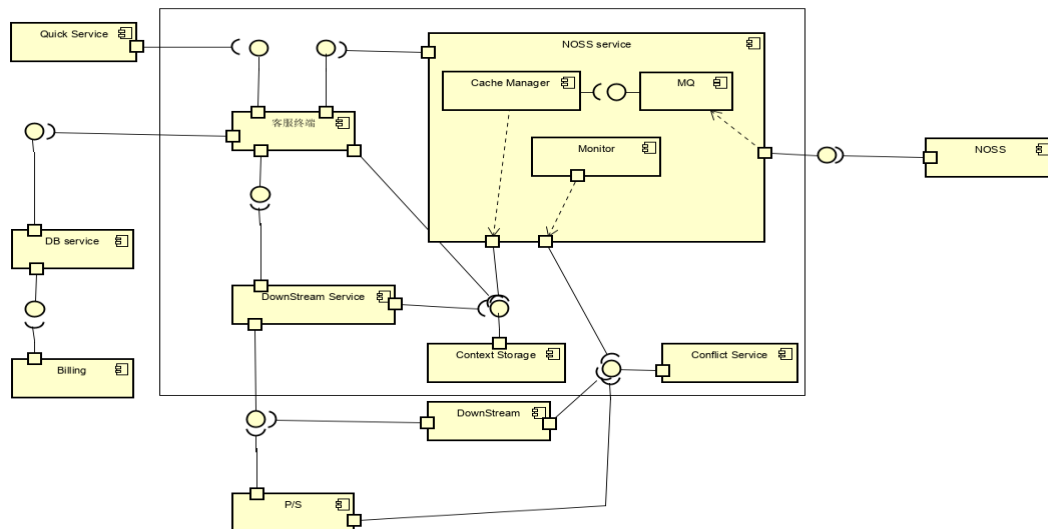 Quick Service
NOSS service
Cache Manager
MQ
客服终端
Monitor
NOSS
DB service
DownStream Service
Context Storage
Conflict Service
Billing
DownStream
P/S